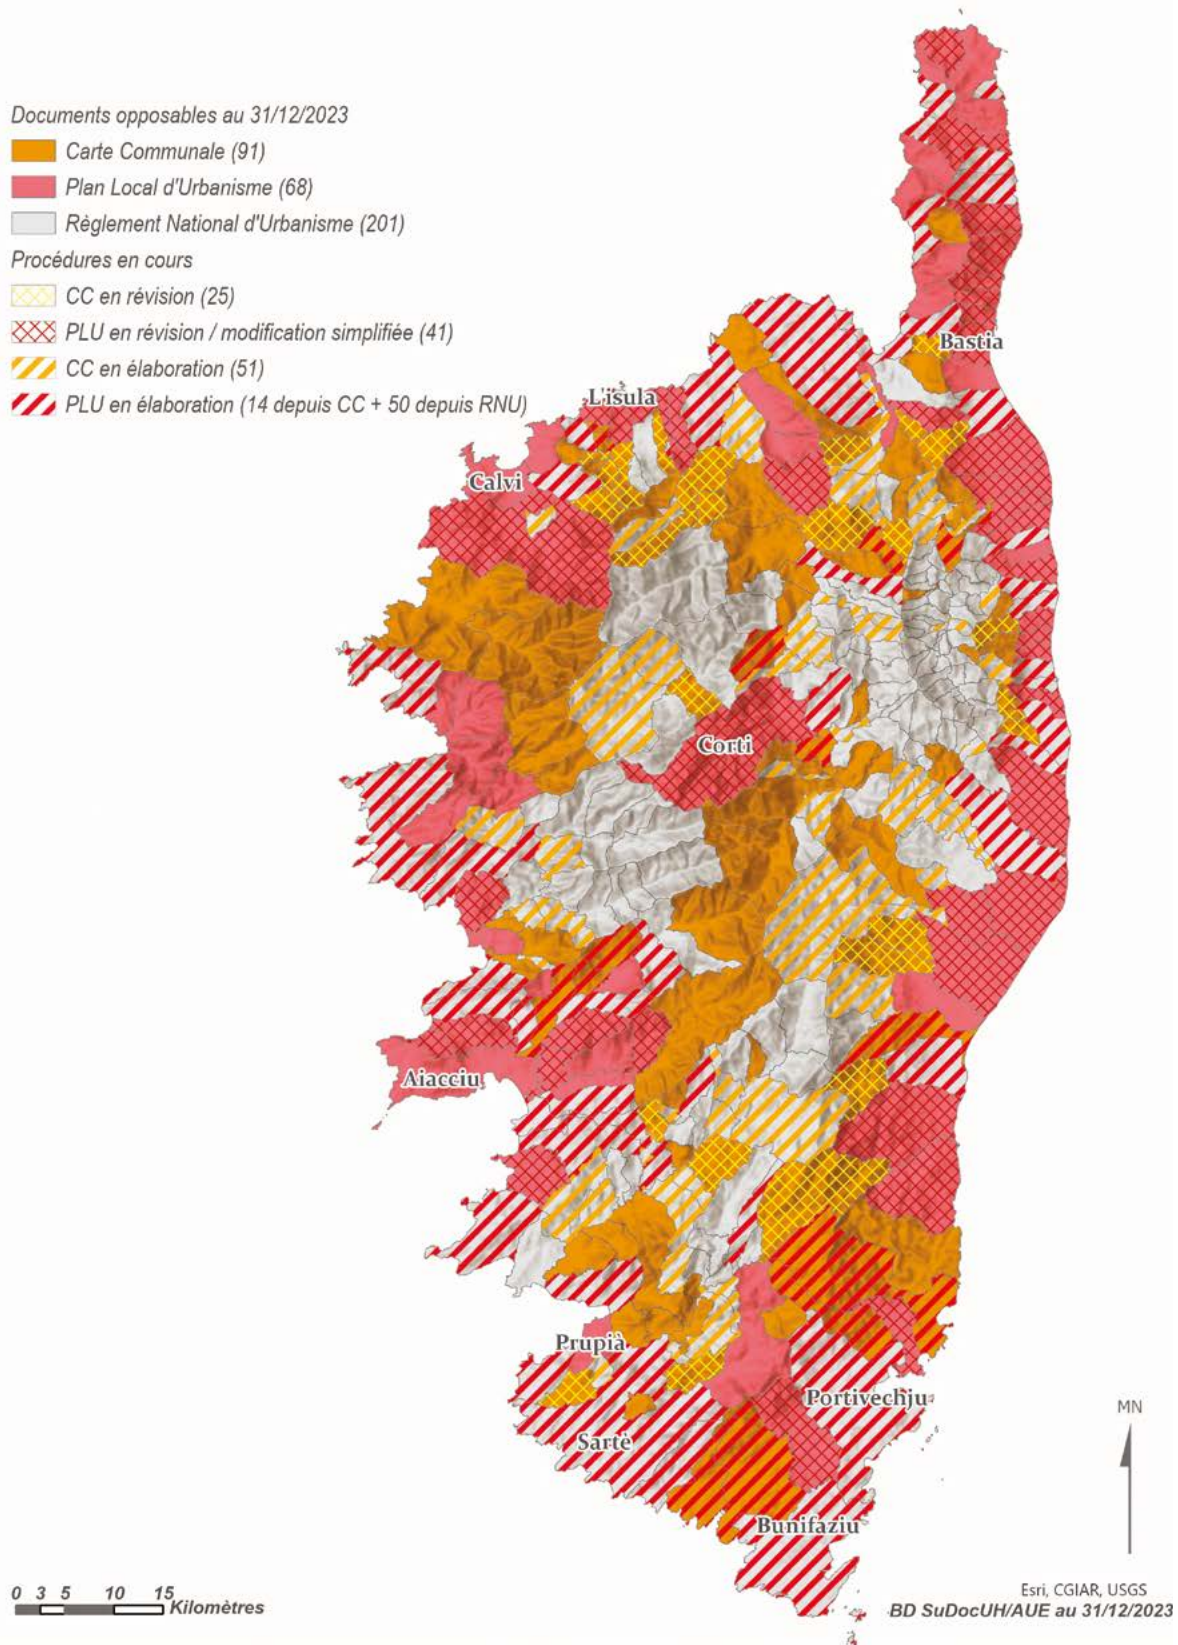 Documents opposables au 31/12/2023
Carte Communale (91)
Plan Local d'Urbanisme (68)
Règlement National d'Urbanisme (201)
Procédures en cours
CC en révision (25)
PLU en révision / modification simplifiée (41)
CC en élaboration (51)
PLU en élaboration (14 depuis CC + 50 depuis RNU)
Bastia
L'isula
Calvi
Corti
Aiacciu
Prupià
Portivechju
Sartè
Bunifaziu
MN
0 3 5 10 15
Kilomètres
Esri, CGIAR, USGS
BD SuDocUH/AUE au 31/12/2023